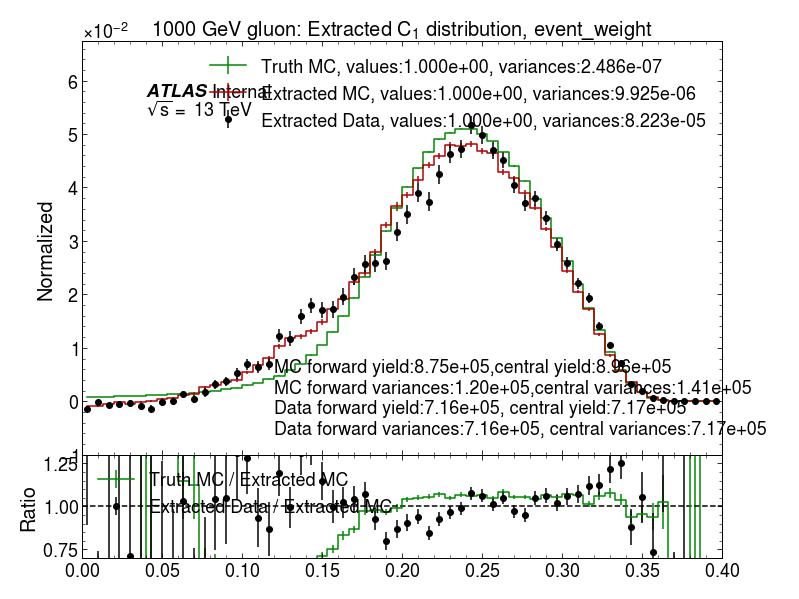 ×10⁻²
1000 GeV gluon: Extracted C₁ distribution, event_weight
Truth MC, values:1.000e+00, variances:2.486e-07
ATLAS Internal
Extracted MC, values:1.000e+00, variances:9.925e-06
√s = 13 TeV
Extracted Data, values:1.000e+00, variances:8.223e-05
6
5
4
3
2
1
0
Normalized
MC forward yield:8.75e+05,central yield:8.96e+05
MC forward variances:1.20e+05,central variances:1.41e+05
Data forward yield:7.16e+05, central yield:7.17e+05
Data forward variances:7.16e+05, central variances:7.17e+05
1.25
1.00
0.75
Ratio
Truth MC / Extracted MC
Extracted Data / Extracted MC
0.00 0.05 0.10 0.15 0.20 0.25 0.30 0.35 0.40